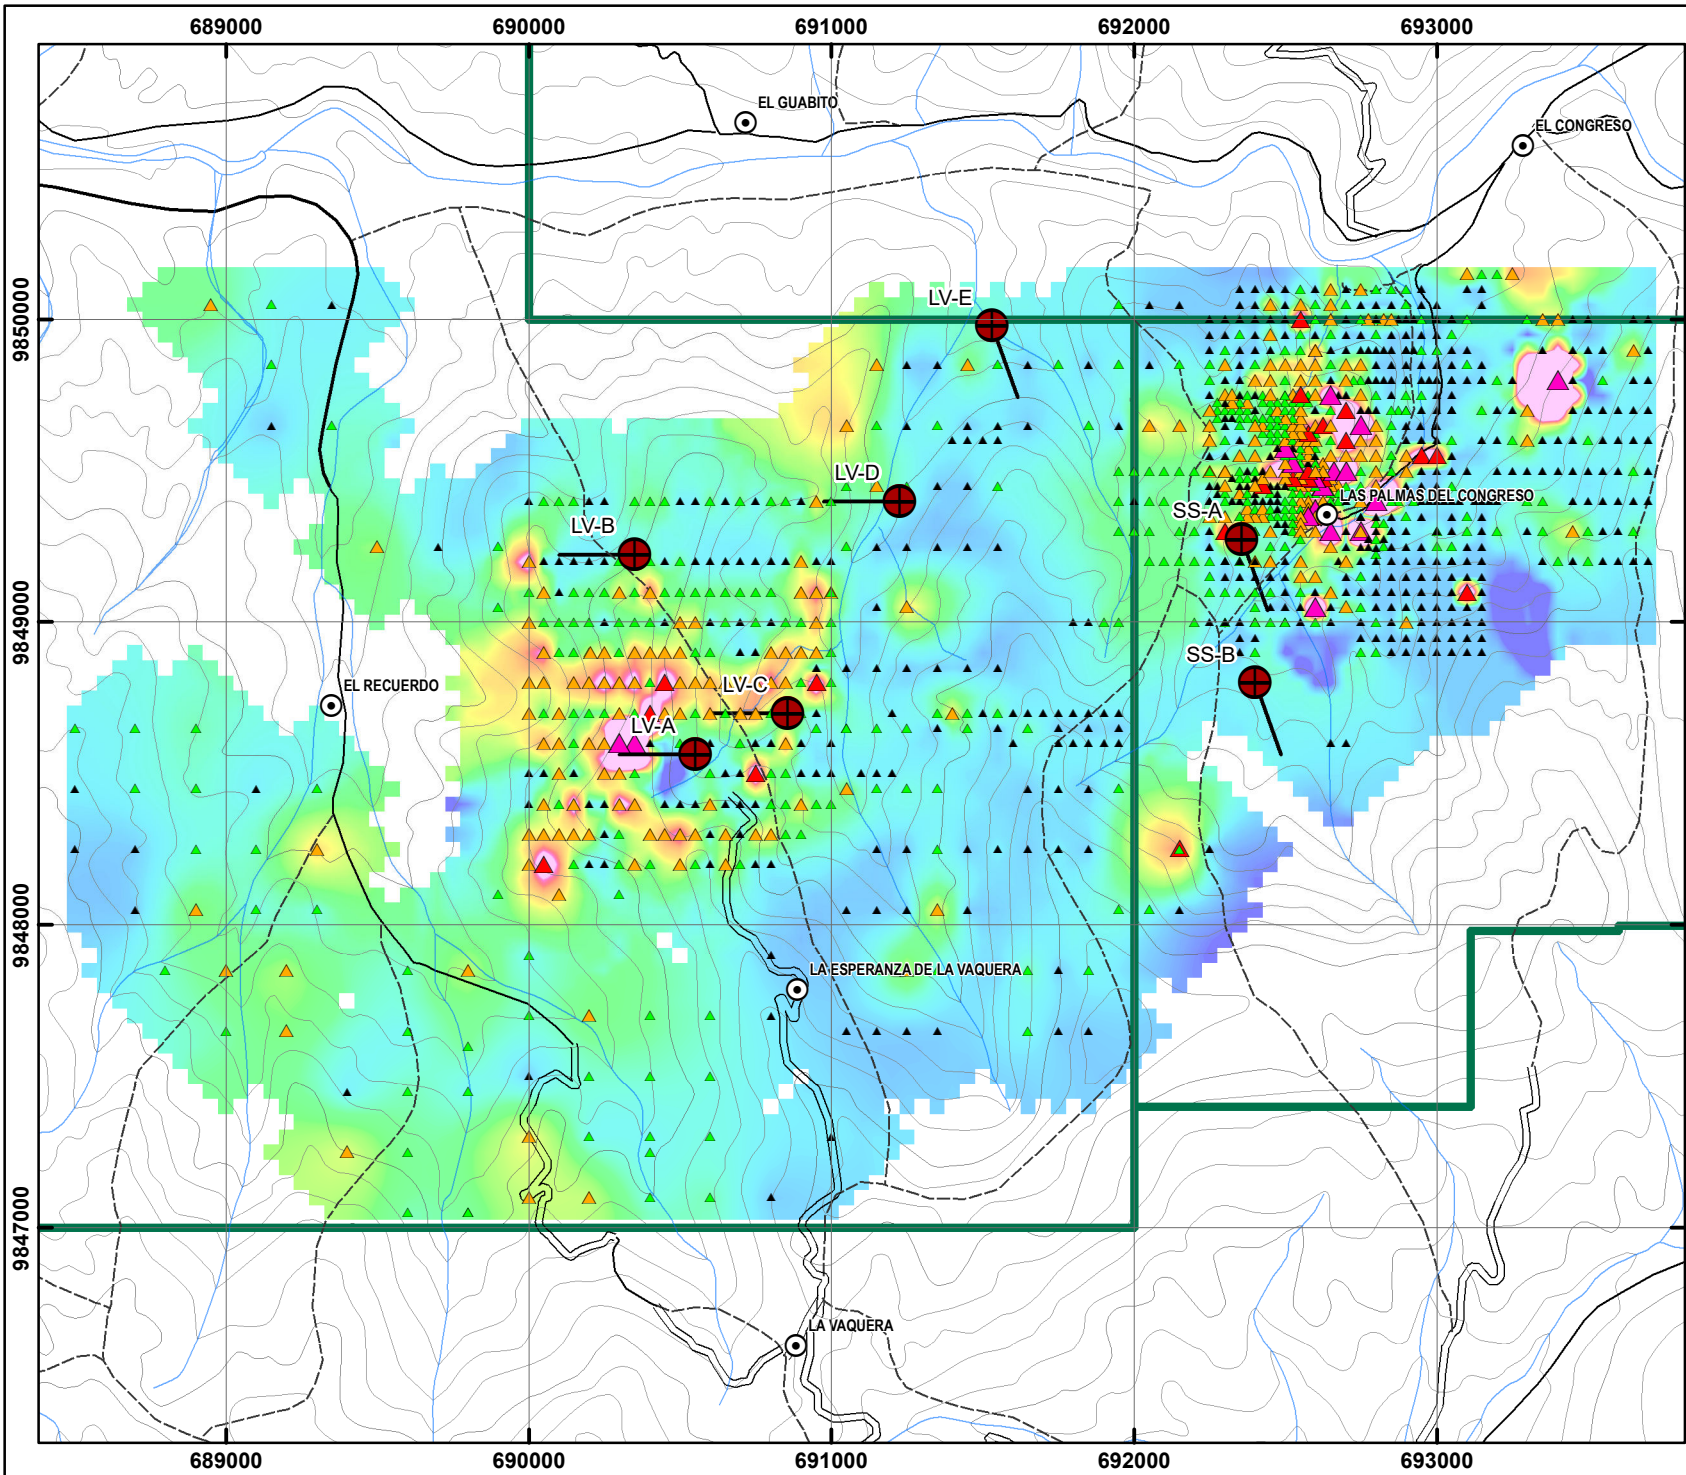 689000 690000 691000 692000 693000
EL GUABITO
EL CONGRESO
9850000
LV-E
LV-D
LV-B
LAS PALMAS DEL CONGRESO
SS-A
9849000
SS-B
EL RECUERDO
LV-C
LV-A
9848000
LA ESPERANZA DE LA VAQUERA
9847000
LA VAQUERA
689000 690000 691000 692000 693000